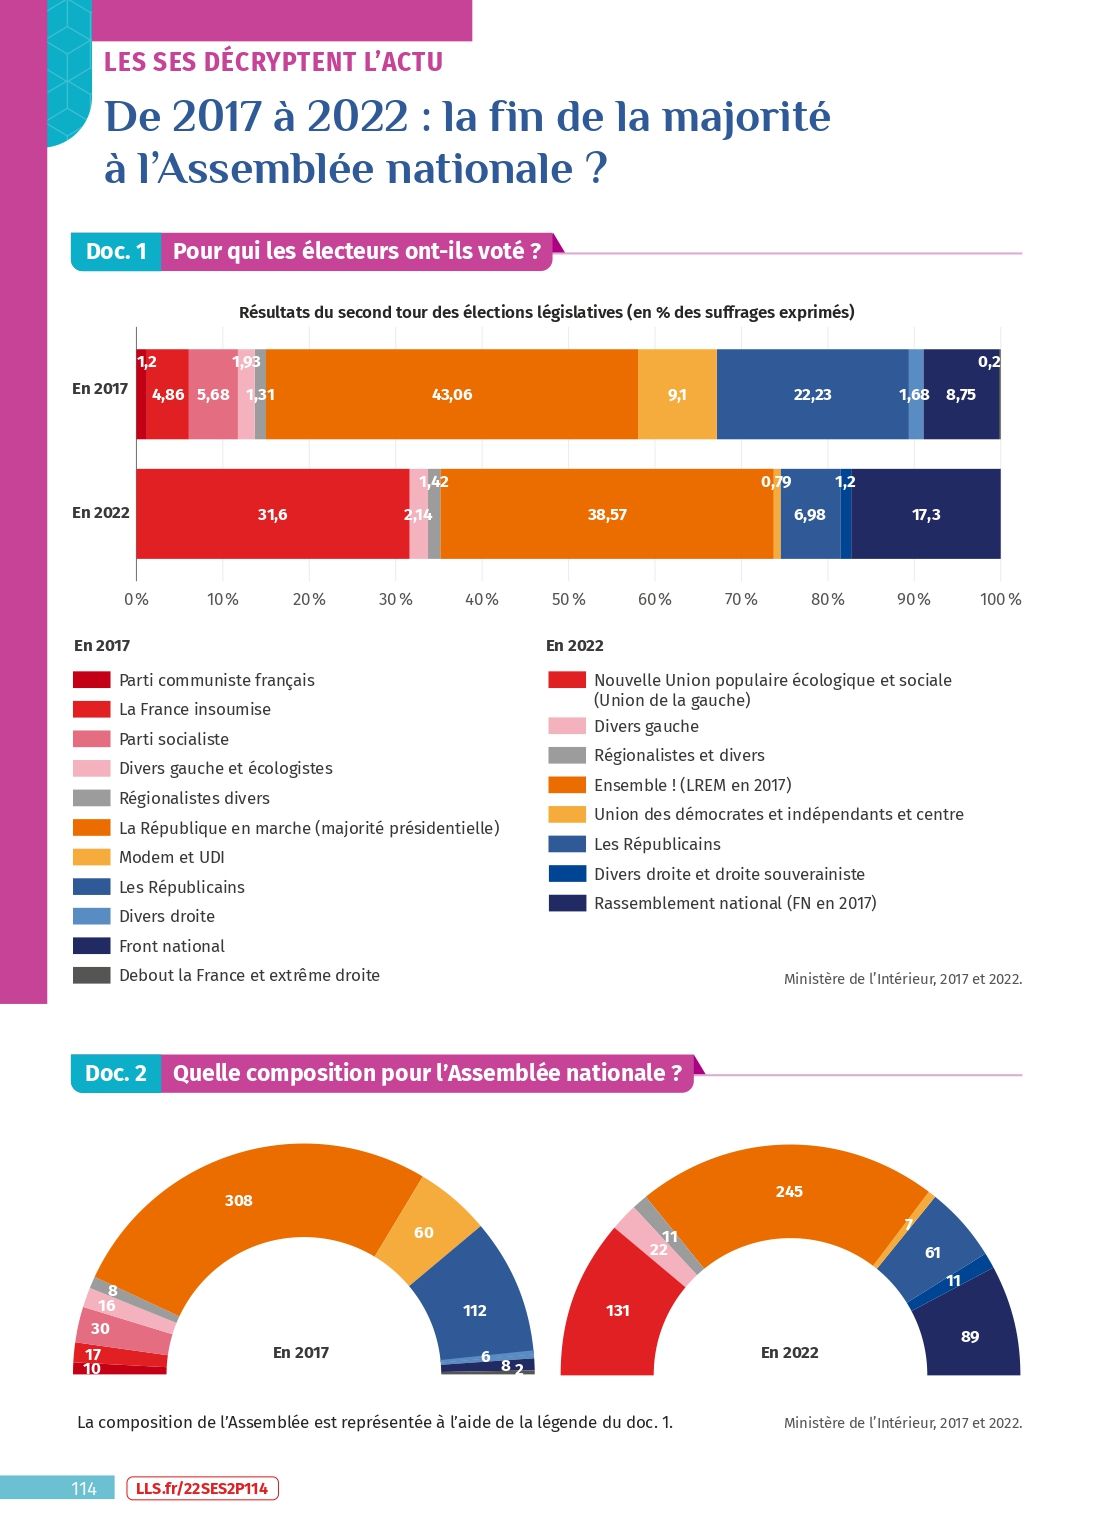 LES SES DÉCRYPTENT L’ACTU
De 2017 à 2022 : la fin de la majorité
à l’Assemblée nationale ?
Doc. 1 Pour qui les électeurs ont-ils voté ?
Résultats du second tour des élections législatives (en % des suffrages exprimés)
En 2017
1,2
4,86
5,68
1,93
1,31
43,06
9,1
22,23
1,68
8,75
0,2
En 2022
31,6
2,14
1,42
38,57
0,79
6,98
1,2
17,3
0 % 10 % 20 % 30 % 40 % 50 % 60 % 70 % 80 % 90 % 100 %
En 2017
Parti communiste français
La France insoumise
Parti socialiste
Divers gauche et écologistes
Régionalistes divers
La République en marche (majorité présidentielle)
Modem et UDI
Les Républicains
Divers droite
Front national
Debout la France et extrême droite
En 2022
Nouvelle Union populaire écologique et sociale
(Union de la gauche)
Divers gauche
Régionalistes et divers
Ensemble ! (LREM en 2017)
Union des démocrates et indépendants et centre
Les Républicains
Divers droite et droite souverainiste
Rassemblement national (FN en 2017)
Ministère de l’Intérieur, 2017 et 2022.
Doc. 2 Quelle composition pour l’Assemblée nationale ?
10
17
30
16
8
308
60
112
6
8
2
En 2017
131
22
11
245
7
61
11
89
En 2022
La composition de l’Assemblée est représentée à l’aide de la légende du doc. 1.
Ministère de l’Intérieur, 2017 et 2022.
114
LLS.fr/22SES2P114